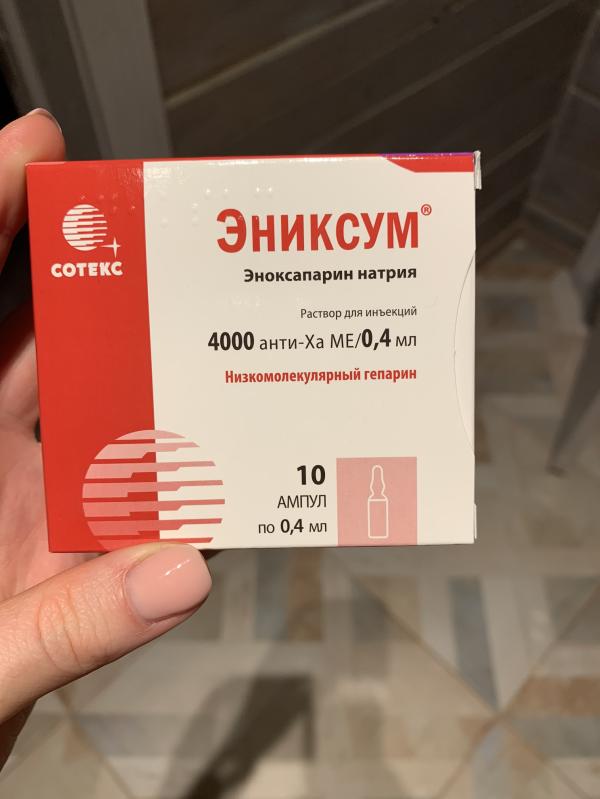 СОТЕКС
ЭНИКСУМ®
Эноксапарин натрия
Раствор для инъекций
4000 анти-Ха МЕ/0,4 мл
Низкомолекулярный гепарин
10
АМПУЛ
по 0,4 мл